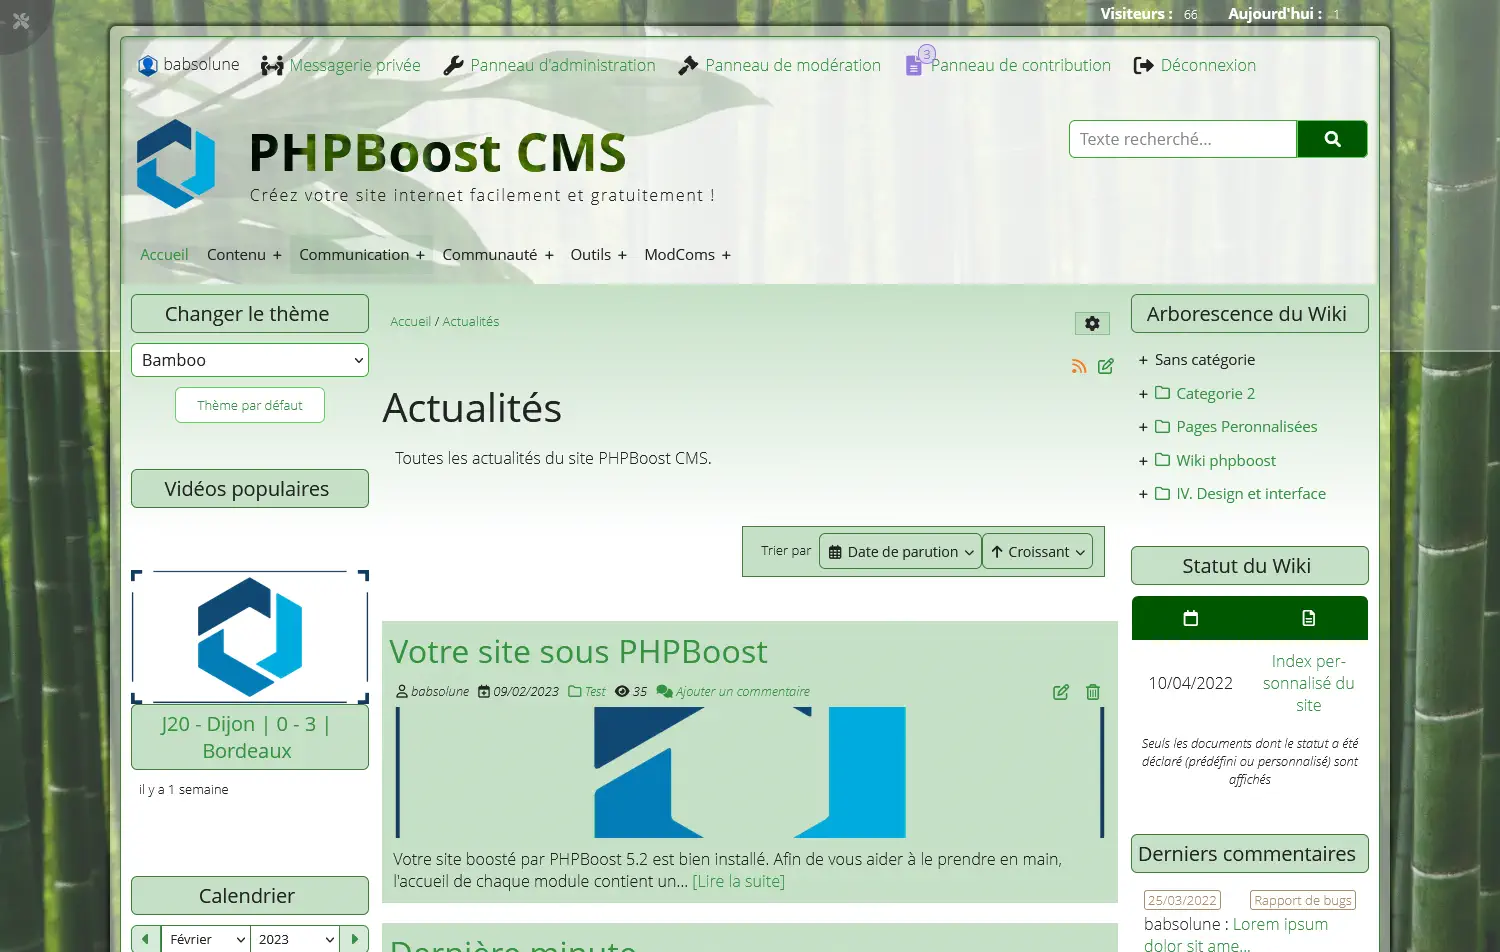 Visiteurs : 66 Aujourd'hui : 1
babsolune Messagerie privée Panneau d'administration Panneau de modération 3 Panneau de contribution Déconnexion
PHPBoost CMS
Créez votre site internet facilement et gratuitement !
Texte recherché...
Accueil Contenu + Communication + Communauté + Outils + ModComs +
Changer le thème
Bamboo
Thème par défaut
Vidéos populaires
J20 - Dijon | 0 - 3 |
Bordeaux
il y a 1 semaine
Calendrier
Février 2023
Accueil / Actualités
Actualités
Toutes les actualités du site PHPBoost CMS.
Trier par Date de parution Croissant
Votre site sous PHPBoost
babsolune 09/02/2023 Test 35 Ajouter un commentaire
Votre site boosté par PHPBoost 5.2 est bien installé. Afin de vous aider à le prendre en main,
l'accueil de chaque module contient un... [Lire la suite]
Dernière minute
Arborescence du Wiki
+ Sans catégorie
+ Categorie 2
+ Pages Peronnalisées
+ Wiki phpboost
+ IV. Design et interface
Statut du Wiki
10/04/2022
Index per-
sonnalisé du
site
Seuls les documents dont le statut a été
déclaré (prédéfini ou personnalisé) sont
affichés
Derniers commentaires
25/03/2022 Rapport de bugs
babsolune : Lorem ipsum
dolor sit ame...